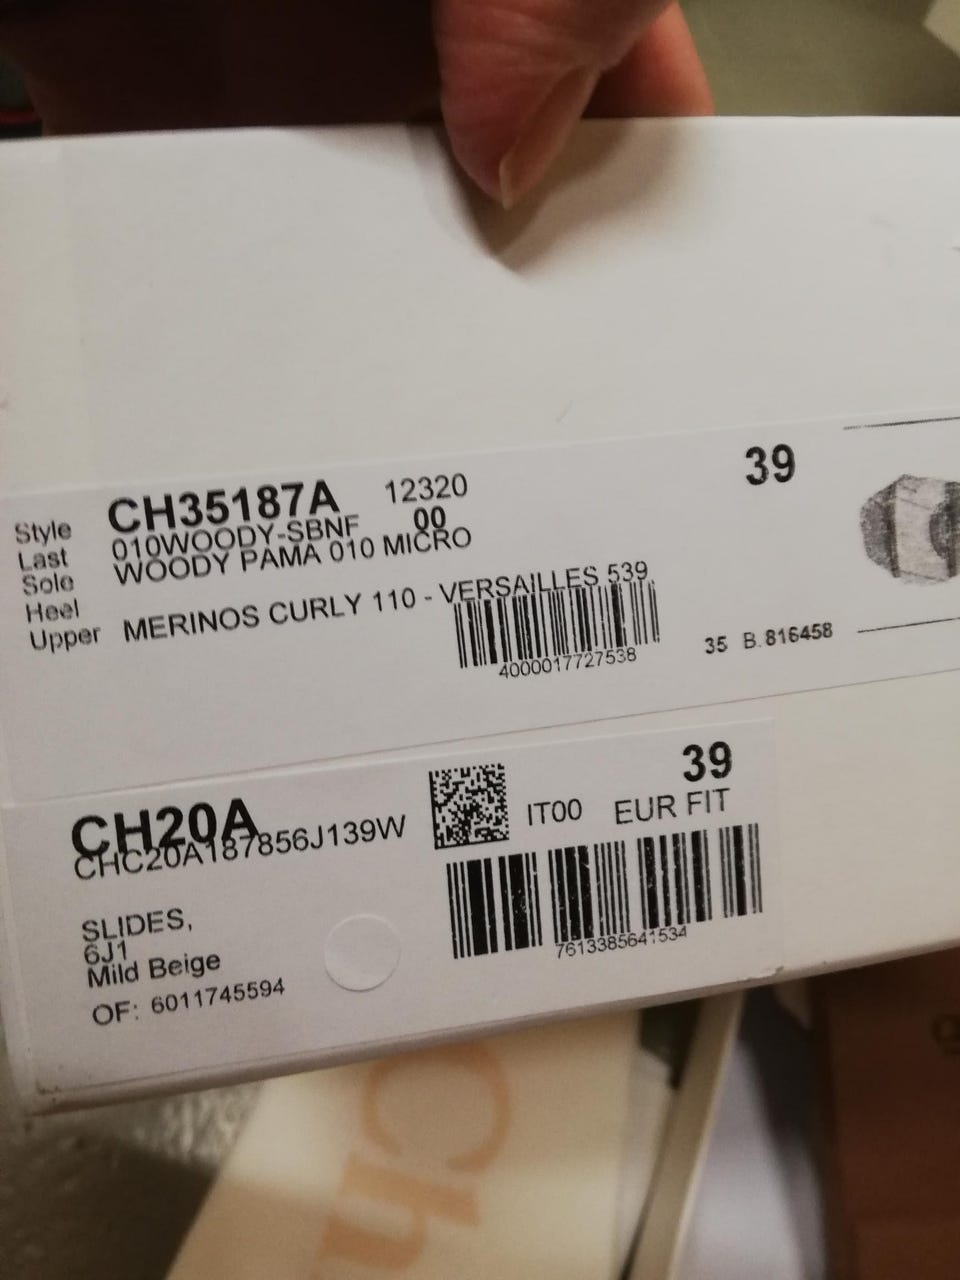 Style CH35187A 12320 39
Last 010WOODY-SBNF 00
Sole WOODY PAMA 010 MICRO
Heel
Upper MERINOS CURLY 110 - VERSAILLES 539
4000017727538
35 B.816458
CH20A IT00 EUR FIT 39
CHC20A187856J139W
SLIDES,
6J1
Mild Beige
OF: 6011745594
7613385641534
Ch